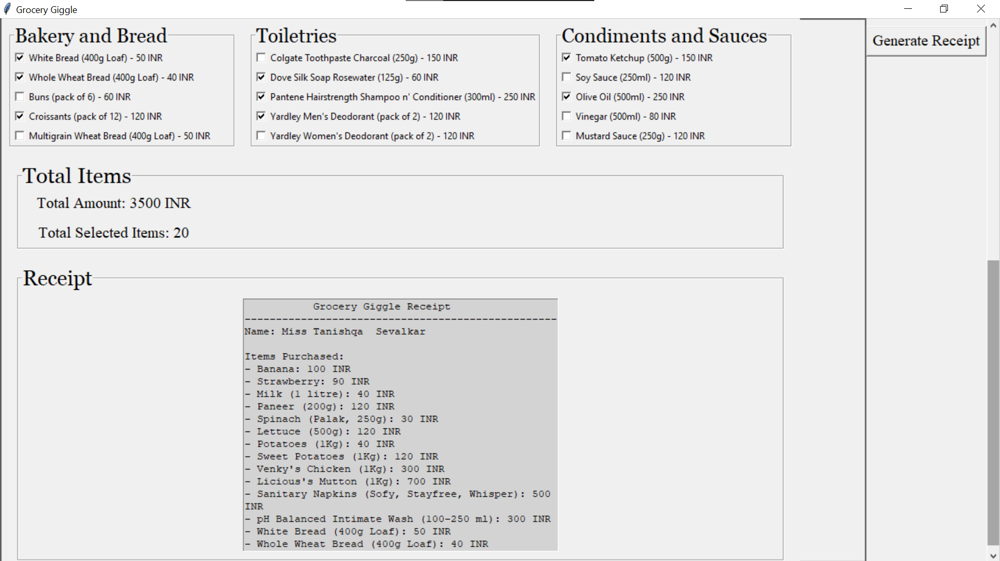 Grocery Giggle
Generate Receipt
Bakery and Bread
White Bread (400g Loaf) - 50 INR
Whole Wheat Bread (400g Loaf) - 40 INR
Buns (pack of 6) - 60 INR
Croissants (pack of 12) - 120 INR
Multigrain Wheat Bread (400g Loaf) - 50 INR
Toiletries
Colgate Toothpaste Charcoal (250g) - 150 INR
Dove Silk Soap Rosewater (125g) - 60 INR
Pantene Hairstrength Shampoo n' Conditioner (300ml) - 250 INR
Yardley Men's Deodorant (pack of 2) - 120 INR
Yardley Women's Deodorant (pack of 2) - 120 INR
Condiments and Sauces
Tomato Ketchup (500g) - 150 INR
Soy Sauce (250ml) - 120 INR
Olive Oil (500ml) - 250 INR
Vinegar (500ml) - 80 INR
Mustard Sauce (250g) - 120 INR
Total Items
Total Amount: 3500 INR
Total Selected Items: 20
Receipt
Grocery Giggle Receipt
--------------------------------------------------
Name: Miss Tanishqa  Sevalkar
Items Purchased:
- Banana: 100 INR
- Strawberry: 90 INR
- Milk (1 litre): 40 INR
- Paneer (200g): 120 INR
- Spinach (Palak, 250g): 30 INR
- Lettuce (500g): 120 INR
- Potatoes (1Kg): 40 INR
- Sweet Potatoes (1Kg): 120 INR
- Venky's Chicken (1Kg): 300 INR
- Licious's Mutton (1Kg): 700 INR
- Sanitary Napkins (Sofy, Stayfree, Whisper): 500
INR
- pH Balanced Intimate Wash (100-250 ml): 300 INR
- White Bread (400g Loaf): 50 INR
- Whole Wheat Bread (400g Loaf): 40 INR